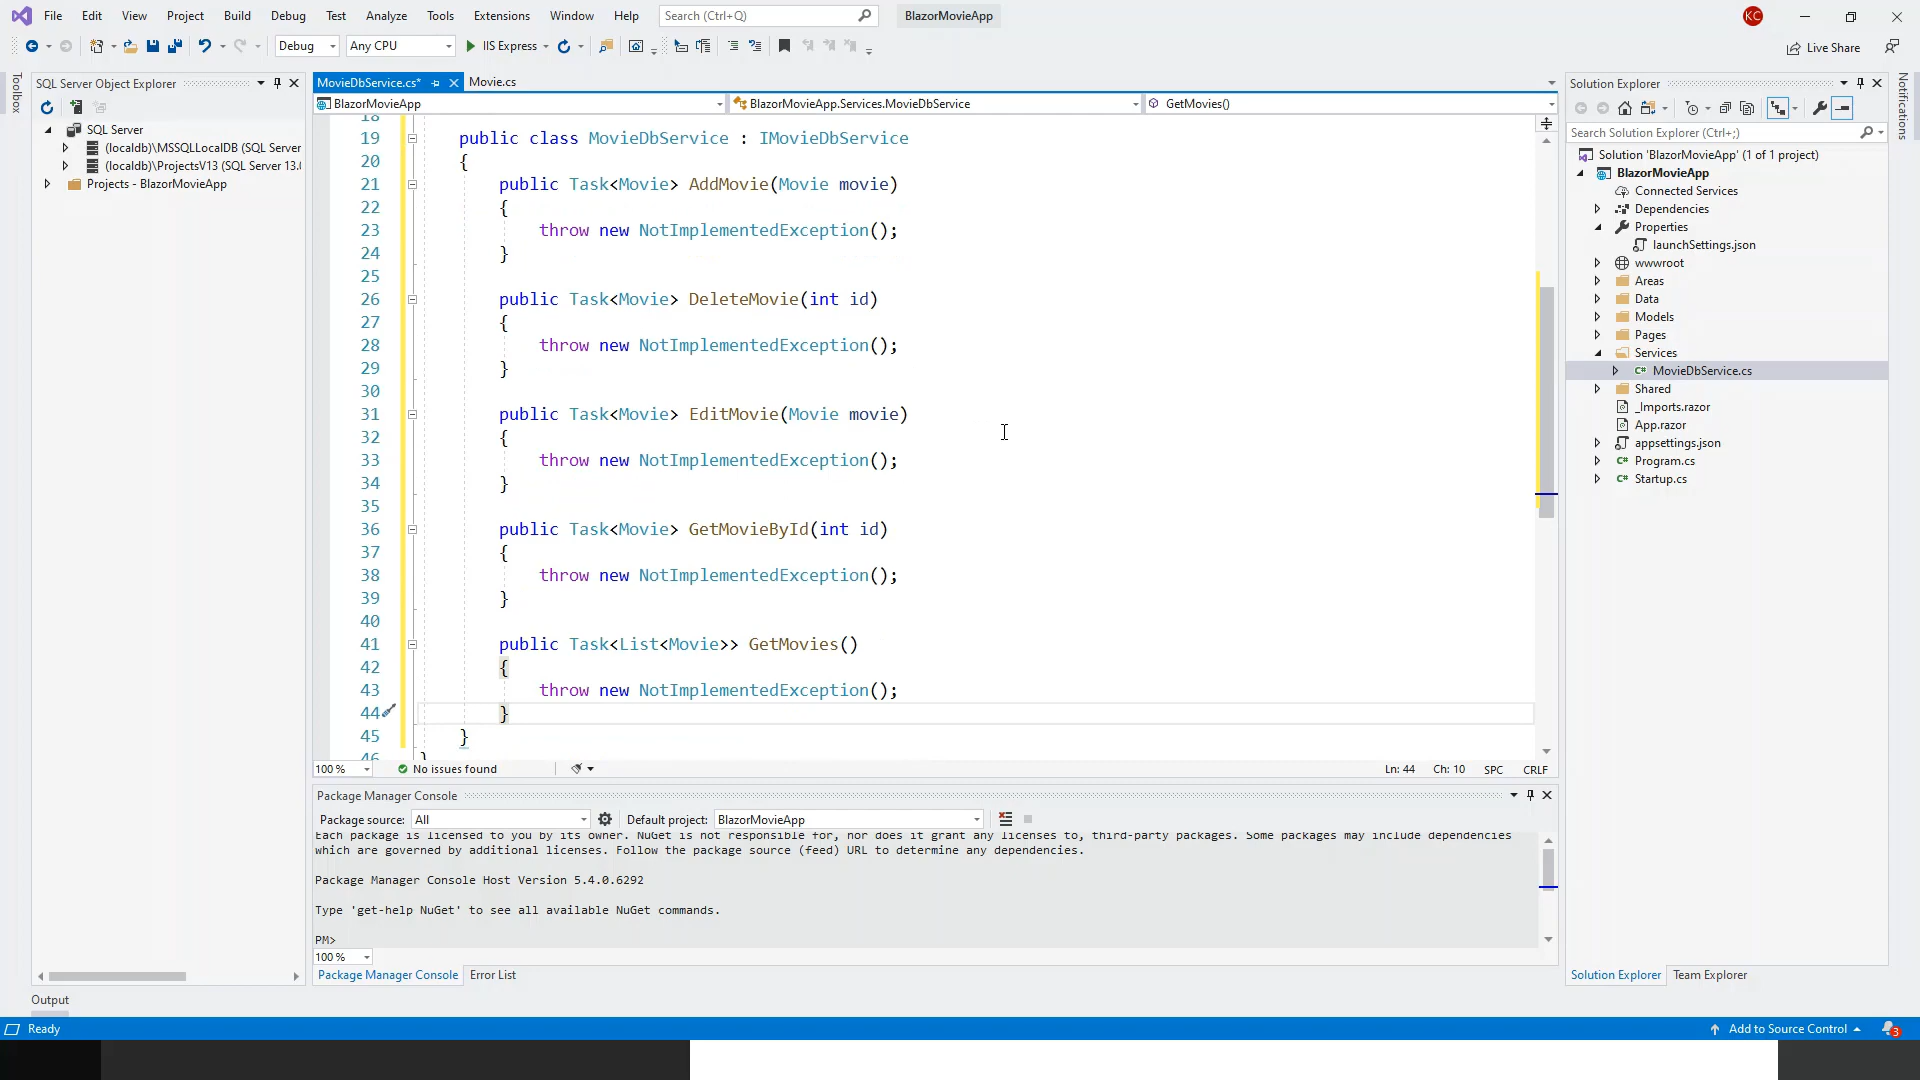 File Edit View Project Build Debug Test Analyze Tools Extensions Window Help Search (Ctrl+Q) BlazorMovieApp KC
Debug Any CPU IIS Express Live Share
Toolbox
SQL Server Object Explorer
SQL Server
(localdb)\MSSQLLocalDB (SQL Server
(localdb)\ProjectsV13 (SQL Server 13.0
Projects - BlazorMovieApp
MovieDbService.cs* Movie.cs
BlazorMovieApp BlazorMovieApp.Services.MovieDbService GetMovies()
18
19 public class MovieDbService : IMovieDbService
20 {
21 public Task<Movie> AddMovie(Movie movie)
22 {
23 throw new NotImplementedException();
24 }
25
26 public Task<Movie> DeleteMovie(int id)
27 {
28 throw new NotImplementedException();
29 }
30
31 public Task<Movie> EditMovie(Movie movie)
32 {
33 throw new NotImplementedException();
34 }
35
36 public Task<Movie> GetMovieById(int id)
37 {
38 throw new NotImplementedException();
39 }
40
41 public Task<List<Movie>> GetMovies()
42 {
43 throw new NotImplementedException();
44 }
45 }
46 }
100 % No issues found Ln: 44 Ch: 10 SPC CRLF
Package Manager Console
Package source: All Default project: BlazorMovieApp
Each package is licensed to you by its owner. NuGet is not responsible for, nor does it grant any licenses to, third-party packages. Some packages may include dependencies
which are governed by additional licenses. Follow the package source (feed) URL to determine any dependencies.
Package Manager Console Host Version 5.4.0.6292
Type 'get-help NuGet' to see all available NuGet commands.
PM>
100 %
Package Manager Console Error List
Solution Explorer
Search Solution Explorer (Ctrl+;)
Solution 'BlazorMovieApp' (1 of 1 project)
BlazorMovieApp
Connected Services
Dependencies
Properties
launchSettings.json
wwwroot
Areas
Data
Models
Pages
Services
C# MovieDbService.cs
Shared
_Imports.razor
App.razor
appsettings.json
C# Program.cs
C# Startup.cs
Solution Explorer Team Explorer
Notifications
Output
Ready Add to Source Control 3